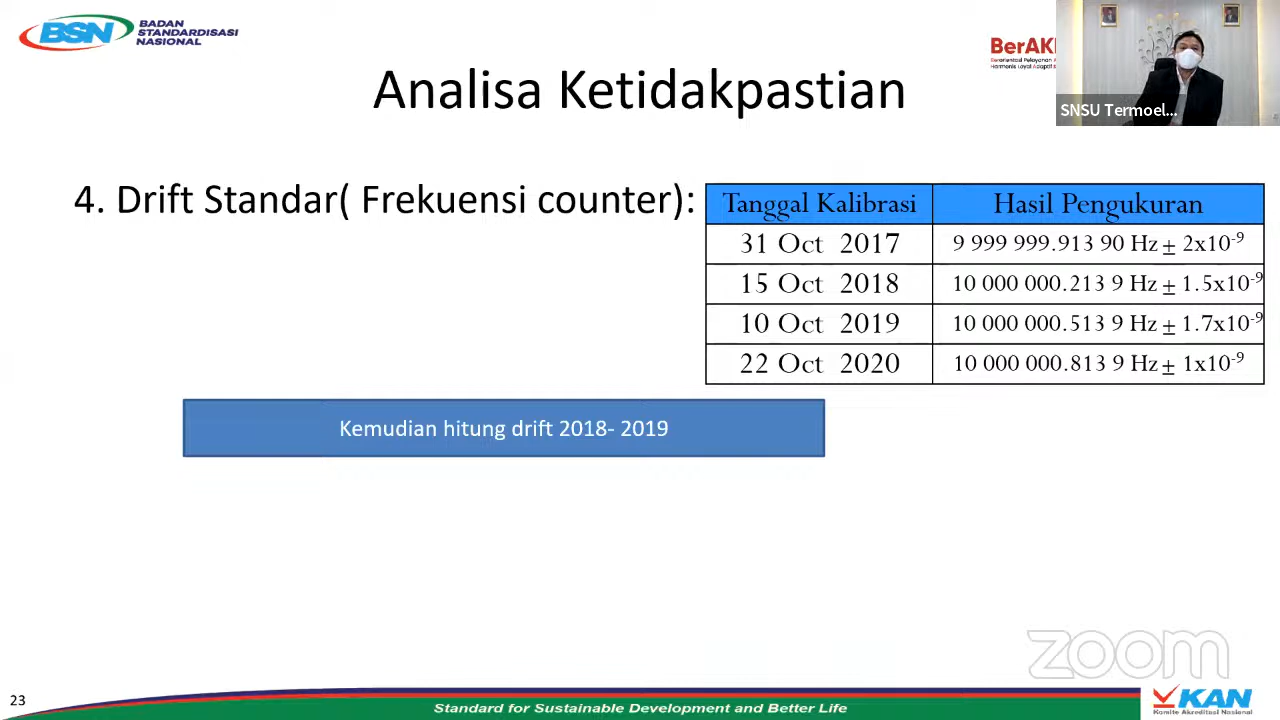 BSN
BADAN
STANDARDISASI
NASIONAL
BerAK
Analisa Ketidakpastian
SNSU Termoel...
4. Drift Standar( Frekuensi counter):
Tanggal Kalibrasi Hasil Pengukuran
31 Oct 2017 9 999 999.913 90 Hz ± 2x10⁻⁹
15 Oct 2018 10 000 000.213 9 Hz ± 1.5x10⁻⁹
10 Oct 2019 10 000 000.513 9 Hz ± 1.7x10⁻⁹
22 Oct 2020 10 000 000.813 9 Hz ± 1x10⁻⁹
Kemudian hitung drift 2018- 2019
zoom
23
Standard for Sustainable Development and Better Life
KAN
Komite Akreditasi Nasional